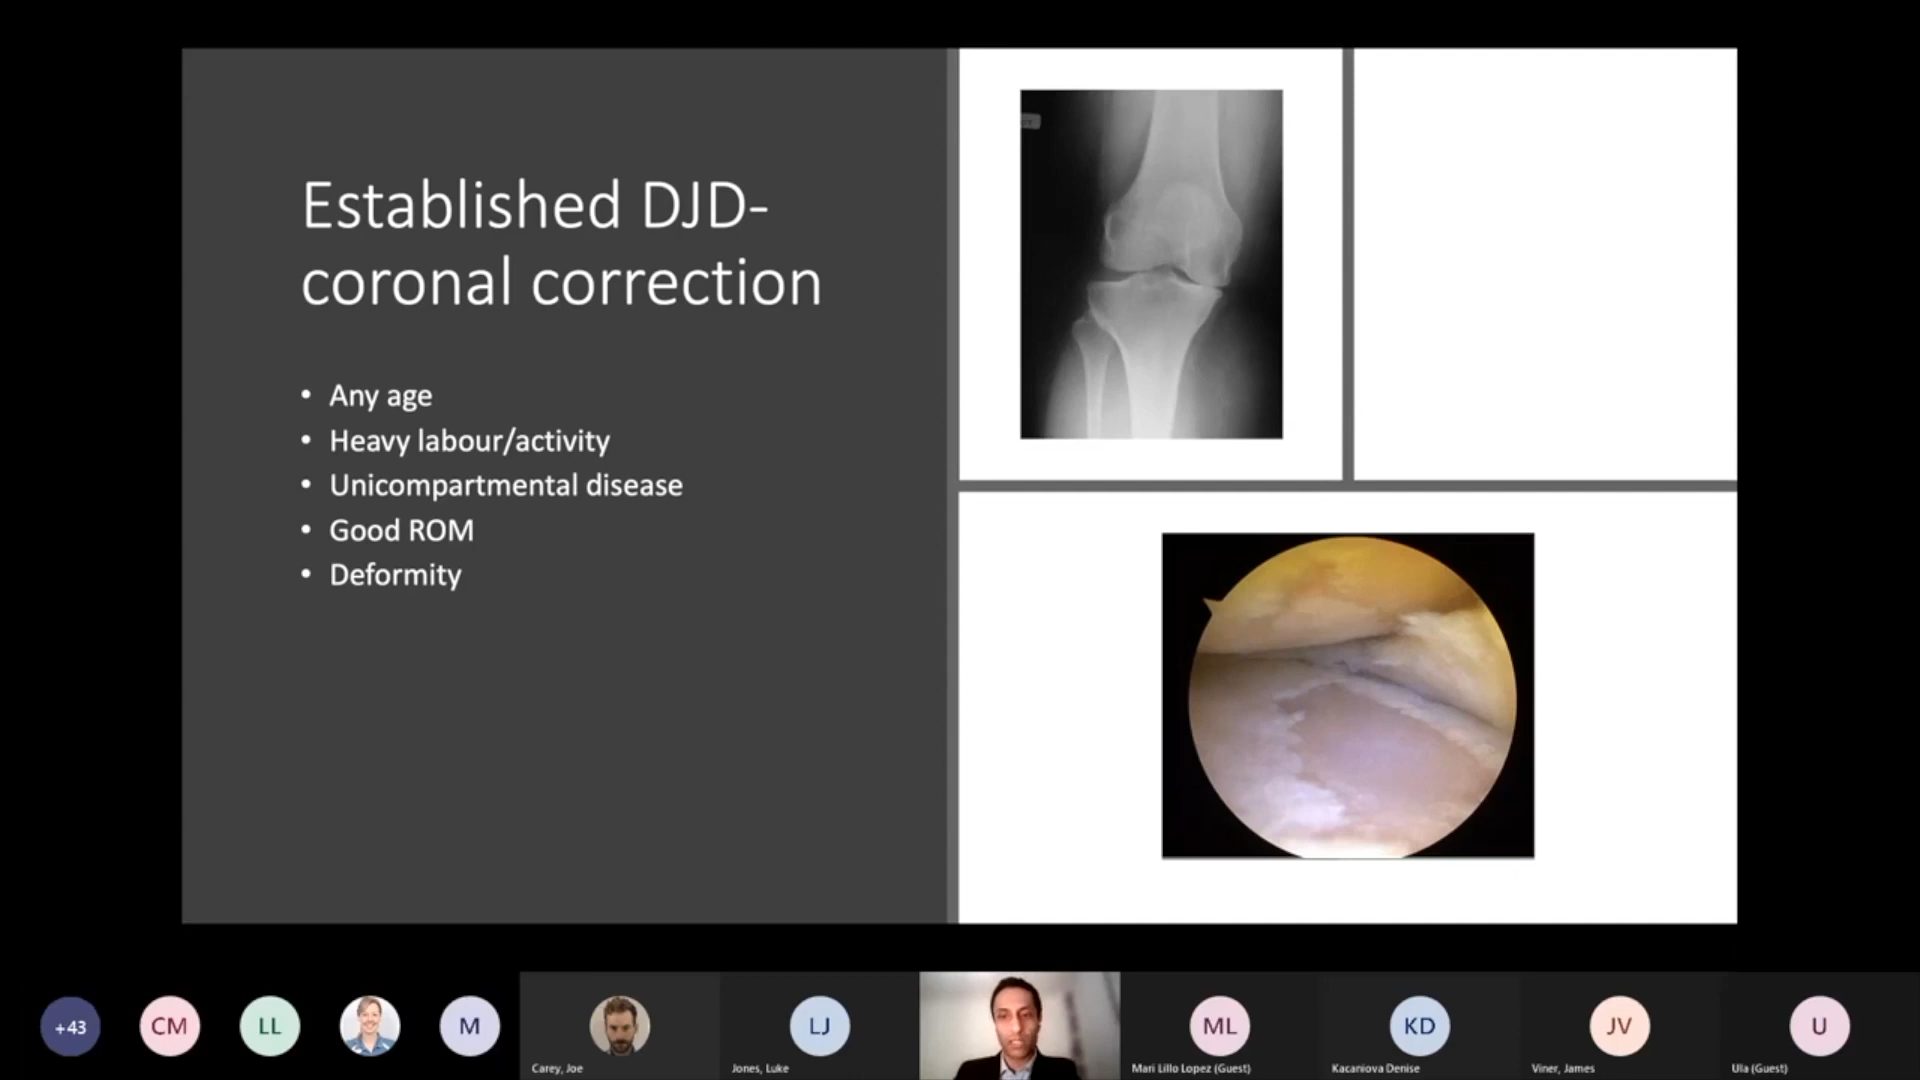 Established DJD-
coronal correction
• Any age
• Heavy labour/activity
• Unicompartmental disease
• Good ROM
• Deformity
+43
CM
LL
M
Carey, Joe
LJ
Jones, Luke
ML
Mari Lillo Lopez (Guest)
KD
Kacaniova Denise
JV
Viner, James
U
Ula (Guest)